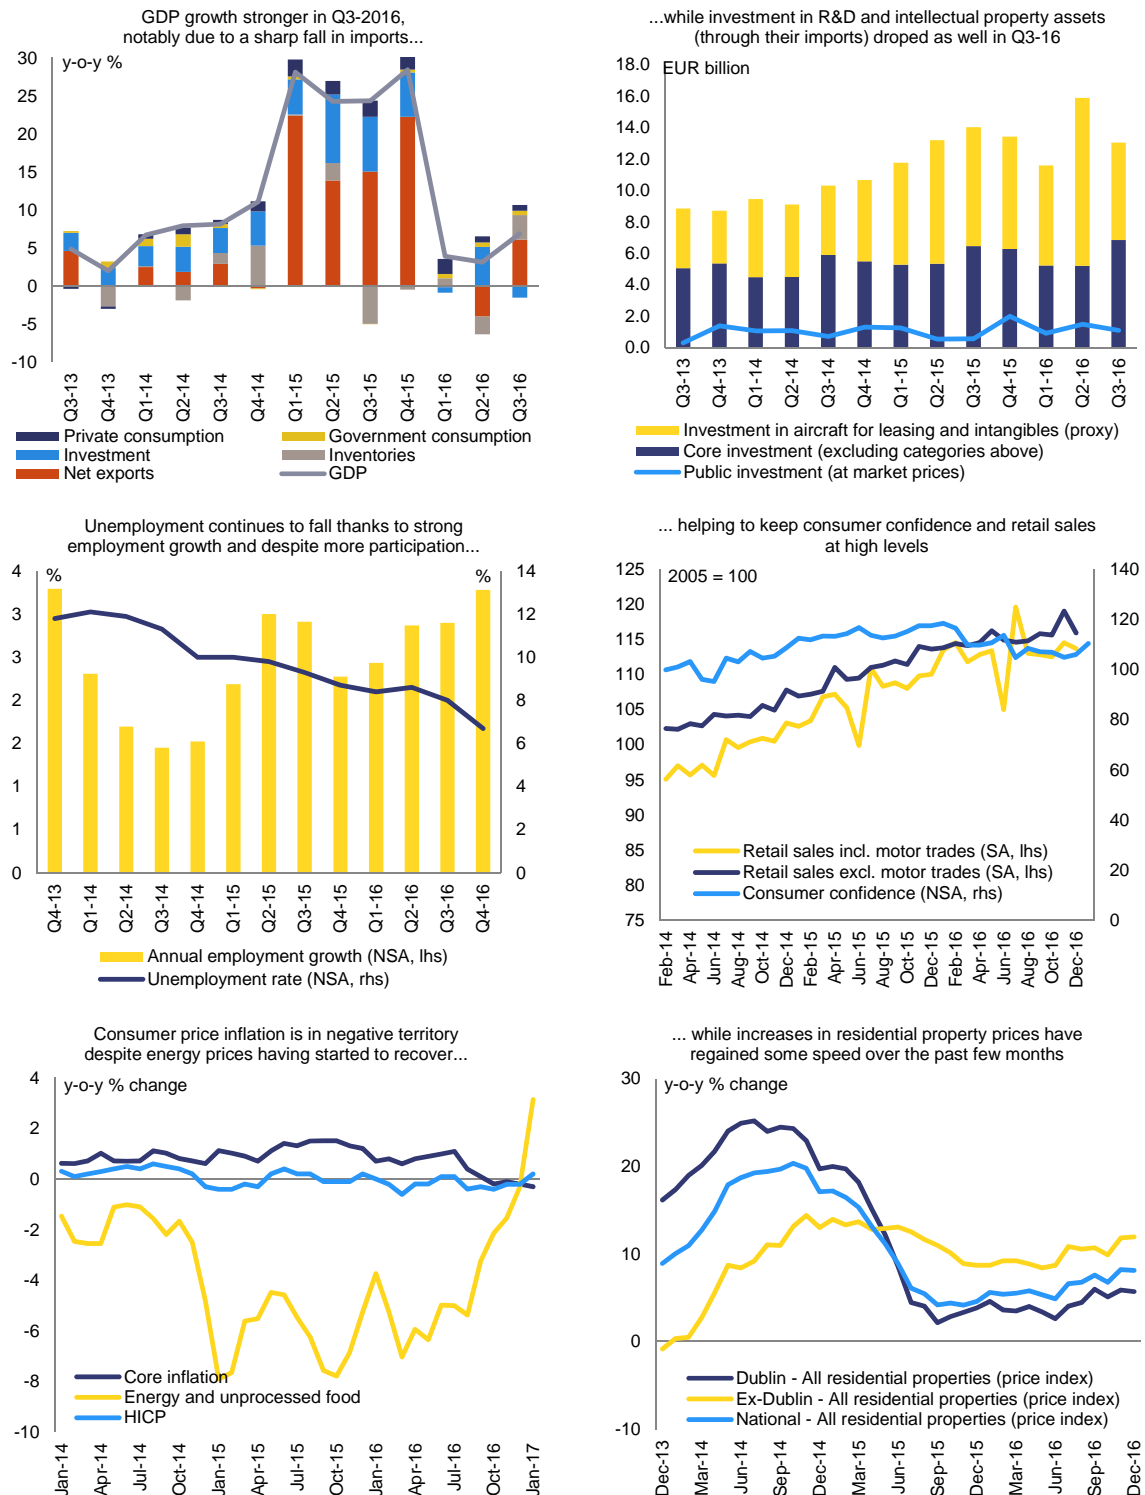 GDP growth stronger in Q3-2016,
notably due to a sharp fall in imports...
y-o-y %
30
25
20
15
10
5
0
-5
-10
Q3-13
Q4-13
Q1-14
Q2-14
Q3-14
Q4-14
Q1-15
Q2-15
Q3-15
Q4-15
Q1-16
Q2-16
Q3-16
Private consumption
Government consumption
Investment
Inventories
Net exports
GDP
...while investment in R&D and intellectual property assets
(through their imports) droped as well in Q3-16
EUR billion
18.0
16.0
14.0
12.0
10.0
8.0
6.0
4.0
2.0
0.0
Q3-13
Q4-13
Q1-14
Q2-14
Q3-14
Q4-14
Q1-15
Q2-15
Q3-15
Q4-15
Q1-16
Q2-16
Q3-16
Investment in aircraft for leasing and intangibles (proxy)
Core investment (excluding categories above)
Public investment (at market prices)
Unemployment continues to fall thanks to strong
employment growth and despite more participation...
%
%
4
3
3
2
2
1
1
0
14
12
10
8
6
4
2
0
Q4-13
Q1-14
Q2-14
Q3-14
Q4-14
Q1-15
Q2-15
Q3-15
Q4-15
Q1-16
Q2-16
Q3-16
Q4-16
Annual employment growth (NSA, lhs)
Unemployment rate (NSA, rhs)
... helping to keep consumer confidence and retail sales
at high levels
2005 = 100
125
120
115
110
105
100
95
90
85
80
75
140
120
100
80
60
40
20
0
Retail sales incl. motor trades (SA, lhs)
Retail sales excl. motor trades (SA, lhs)
Consumer confidence (NSA, rhs)
Feb-14
Apr-14
Jun-14
Aug-14
Oct-14
Dec-14
Feb-15
Apr-15
Jun-15
Aug-15
Oct-15
Dec-15
Feb-16
Apr-16
Jun-16
Aug-16
Oct-16
Dec-16
Consumer price inflation is in negative territory
despite energy prices having started to recover...
y-o-y % change
4
2
0
-2
-4
-6
-8
-10
Core inflation
Energy and unprocessed food
HICP
Jan-14
Apr-14
Jul-14
Oct-14
Jan-15
Apr-15
Jul-15
Oct-15
Jan-16
Apr-16
Jul-16
Oct-16
Jan-17
... while increases in residential property prices have
regained some speed over the past few months
y-o-y % change
30
20
10
0
-10
Dublin - All residential properties (price index)
Ex-Dublin - All residential properties (price index)
National - All residential properties (price index)
Dec-13
Mar-14
Jun-14
Sep-14
Dec-14
Mar-15
Jun-15
Sep-15
Dec-15
Mar-16
Jun-16
Sep-16
Dec-16